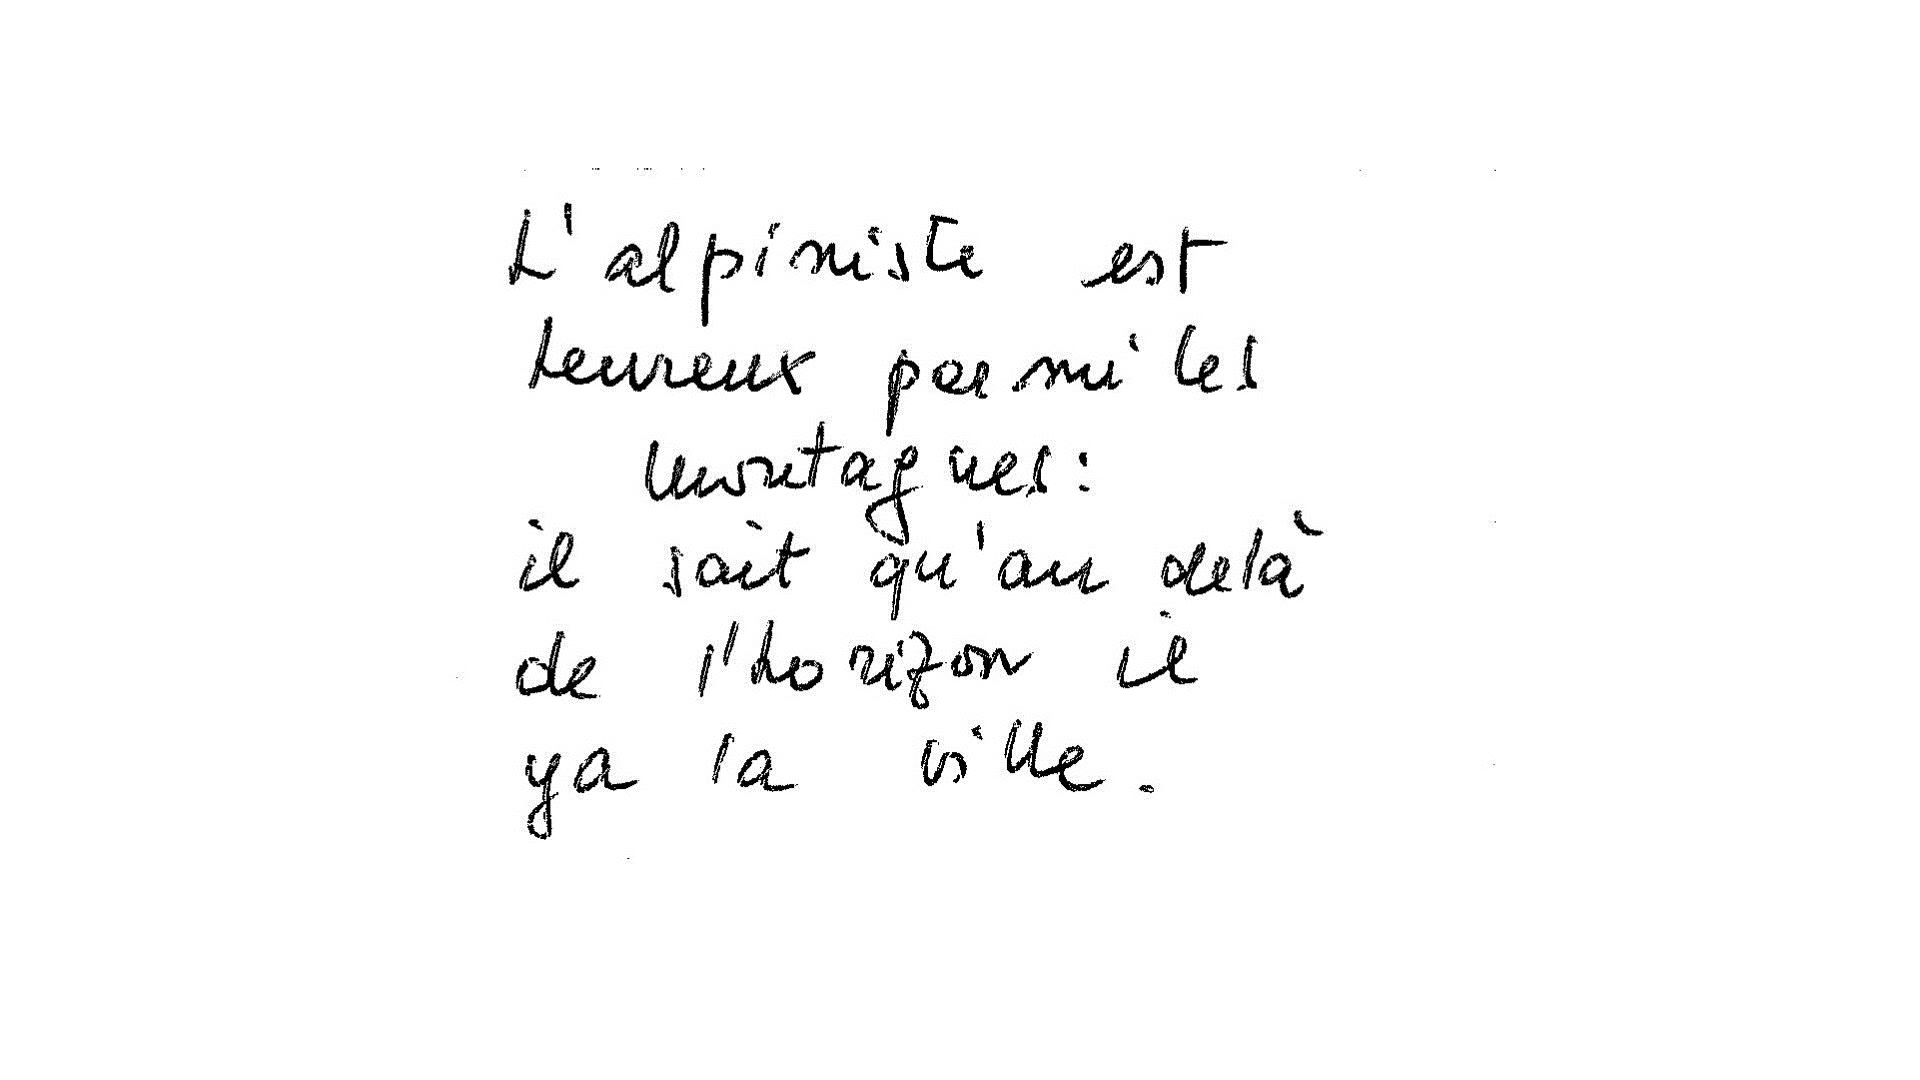 L'alpiniste est
heureux parmi les
montagnes:
il sait qu'au delà
de l'horizon il
ya la ville.